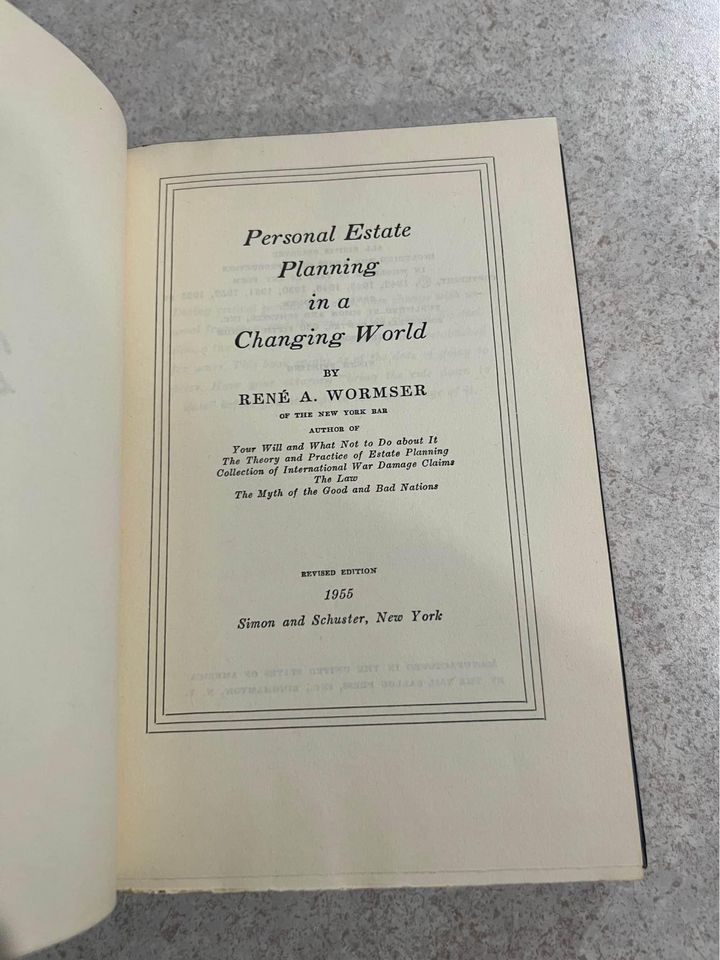 Personal Estate
Planning
in a
Changing World
BY
RENÉ A. WORMSER
OF THE NEW YORK BAR
AUTHOR OF
Your Will and What Not to Do about It
The Theory and Practice of Estate Planning
Collection of International War Damage Claims
The Law
The Myth of the Good and Bad Nations
REVISED EDITION
1955
Simon and Schuster, New York